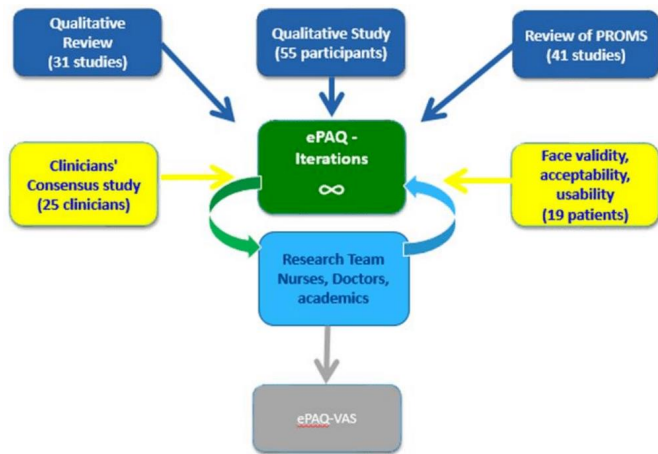 Qualitative
Review
(31 studies)
Qualitative Study
(55 participants)
Review of PROMS
(41 studies)
ePAQ -
Iterations
∞
Clinicians'
Consensus study
(25 clinicians)
Face validity,
acceptability,
usability
(19 patients)
Research Team
Nurses, Doctors,
academics
ePAQ-VAS